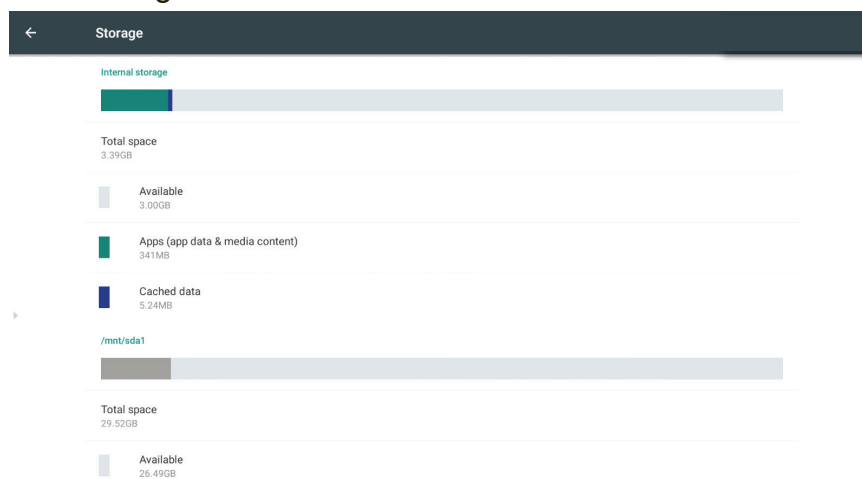 Storage
Internal storage
Total space
3.39GB
Available
3.00GB
Apps (app data & media content)
341MB
Cached data
5.24MB
/mnt/sda1
Total space
29.52GB
Available
26.49GB